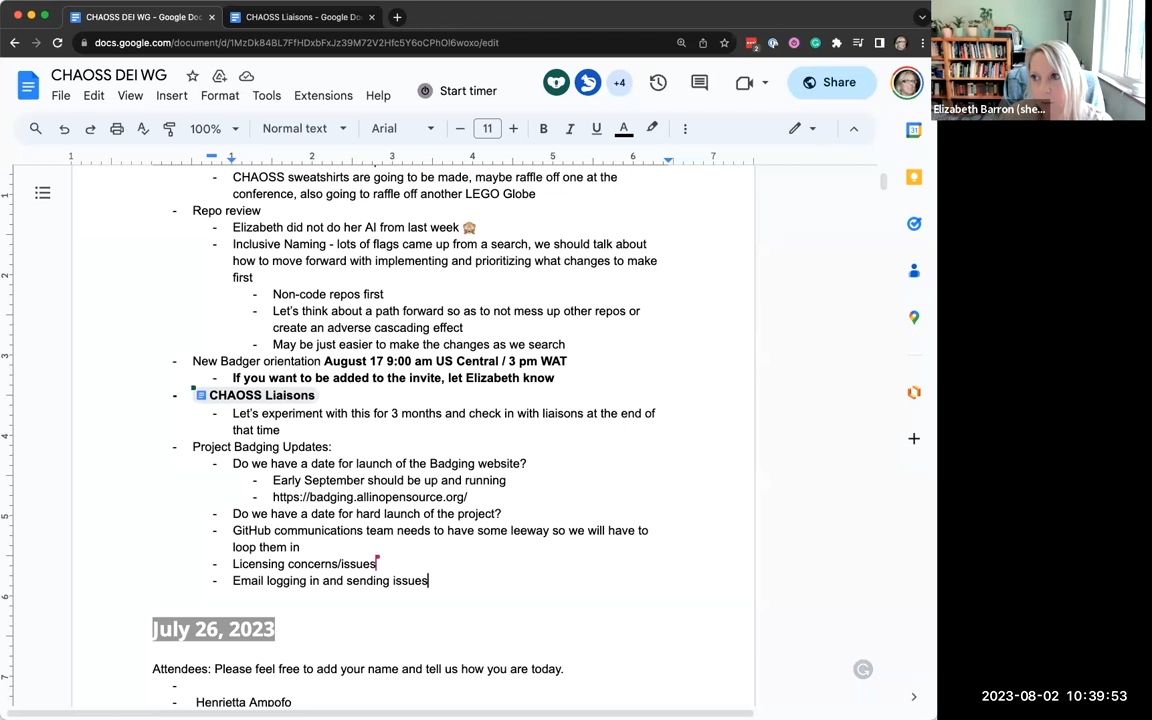 CHAOSS DEI WG - Google Doc
CHAOSS Liaisons - Google Do
docs.google.com/document/d/1MzDk84BL7FfHDxbFxJz39M72V2Hfc5Y6oCPhOl6woxo/edit
CHAOSS DEI WG
File Edit View Insert Format Tools Extensions Help
Start timer
+4
Share
Elizabeth Barron (she...
100% Normal text Arial 11
1 1 2 3 4 5 6 7
CHAOSS sweatshirts are going to be made, maybe raffle off one at the
conference, also going to raffle off another LEGO Globe
- Repo review
- Elizabeth did not do her AI from last week 🙈
- Inclusive Naming - lots of flags came up from a search, we should talk about
how to move forward with implementing and prioritizing what changes to make
first
- Non-code repos first
- Let's think about a path forward so as to not mess up other repos or
create an adverse cascading effect
- May be just easier to make the changes as we search
- New Badger orientation August 17 9:00 am US Central / 3 pm WAT
- If you want to be added to the invite, let Elizabeth know
- CHAOSS Liaisons
- Let's experiment with this for 3 months and check in with liaisons at the end of
that time
- Project Badging Updates:
- Do we have a date for launch of the Badging website?
- Early September should be up and running
- https://badging.allinopensource.org/
- Do we have a date for hard launch of the project?
- GitHub communications team needs to have some leeway so we will have to
loop them in
- Licensing concerns/issues
- Email logging in and sending issues
July 26, 2023
Attendees: Please feel free to add your name and tell us how you are today.
-
- Henrietta Ampofo
2023-08-02 10:39:53